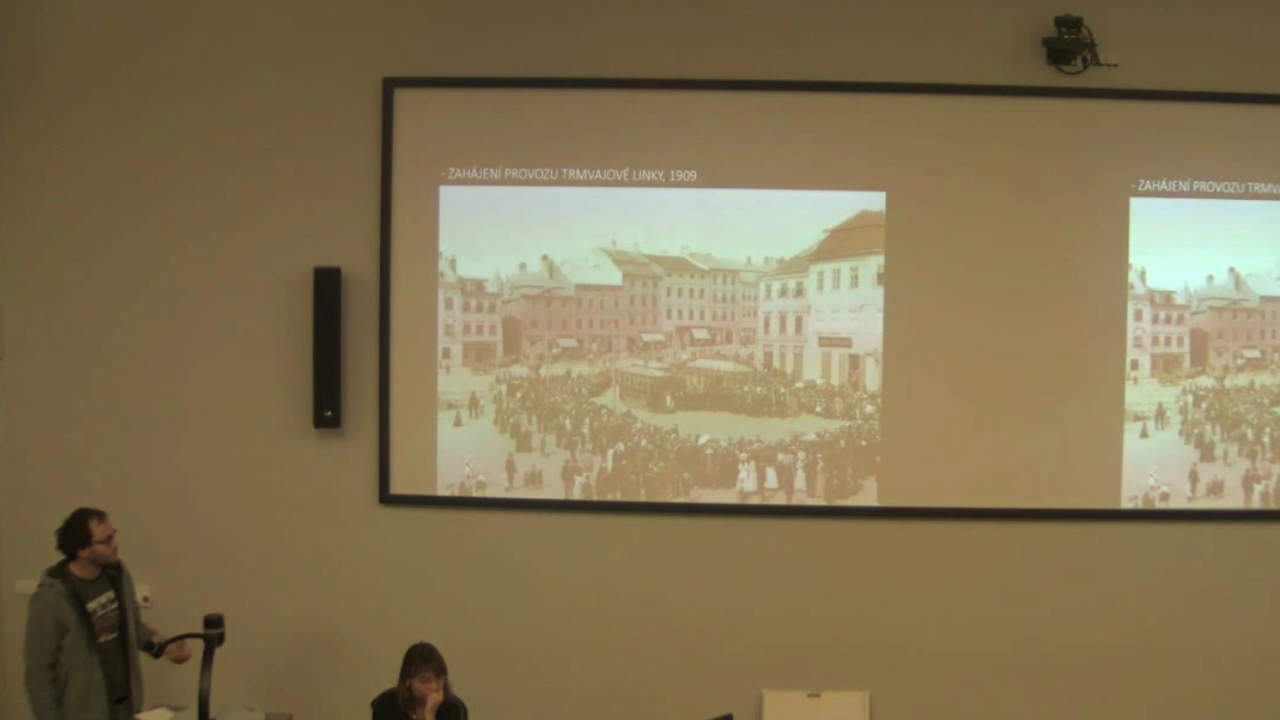 - ZAHÁJENÍ PROVOZU TRMVAJOVÉ LINKY, 1909
- ZAHÁJENÍ PROVOZU TRMVA